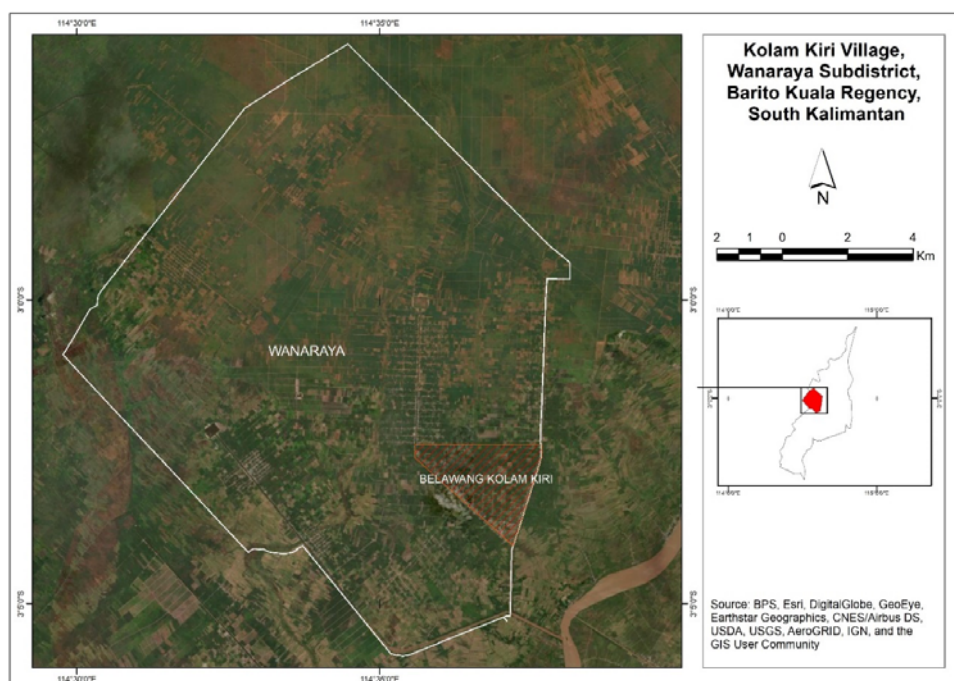 114°30'0"E
114°35'0"E
3°0'0"S
3°5'0"S
WANARAYA
BELAWANG KOLAM KIRI
3°0'0"S
3°5'0"S
114°30'0"E
114°35'0"E
Kolam Kiri Village,
Wanaraya Subdistrict,
Barito Kuala Regency,
South Kalimantan
N
2 1 0 2 4
Km
Source: BPS, Esri, DigitalGlobe, GeoEye,
Earthstar Geographics, CNES/Airbus DS,
USDA, USGS, AeroGRID, IGN, and the
GIS User Community